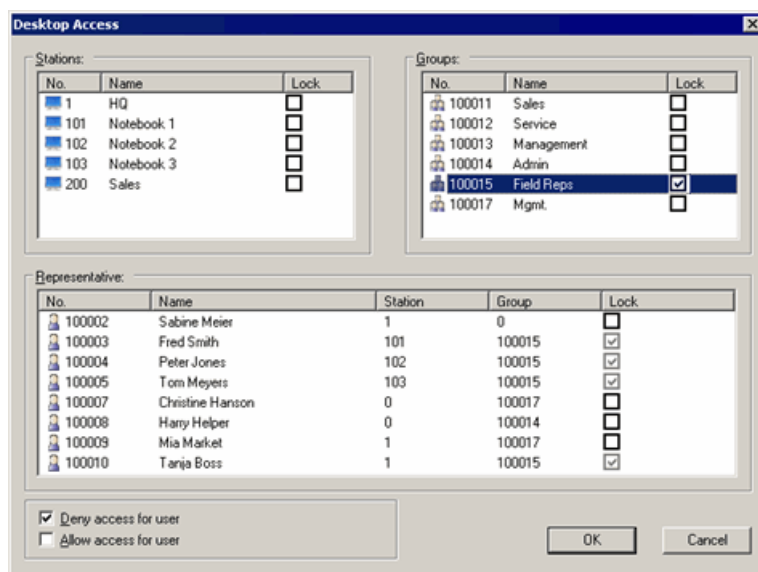 Desktop Access
Stations:
No. Name Lock
1 HQ
101 Notebook 1
102 Notebook 2
103 Notebook 3
200 Sales
Groups:
No. Name Lock
100011 Sales
100012 Service
100013 Management
100014 Admin
100015 Field Reps
100017 Mgmt.
Representative:
No. Name Station Group Lock
100002 Sabine Meier 1 0
100003 Fred Smith 101 100015
100004 Peter Jones 102 100015
100005 Tom Meyers 103 100015
100007 Christine Hanson 0 100017
100008 Harry Helper 0 100014
100009 Mia Market 1 100017
100010 Tanja Boss 1 100015
Deny access for user
Allow access for user
OK
Cancel